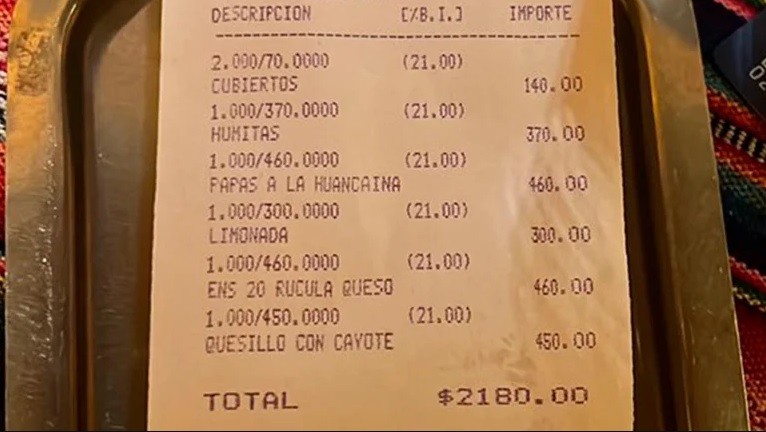 DESCRIPCION [%B.I.] IMPORTE
2.000/70.0000 (21.00)
CUBIERTOS 140.00
1.000/370.0000 (21.00)
HUMITAS 370.00
1.000/460.0000 (21.00)
PAPAS A LA HUANCAINA 460.00
1.000/300.0000 (21.00)
LIMONADA 300.00
1.000/460.0000 (21.00)
ENS 20 RUCULA QUESO 460.00
1.000/450.0000 (21.00)
QUESILLO CON CAYOTE 450.00
TOTAL $2180.00